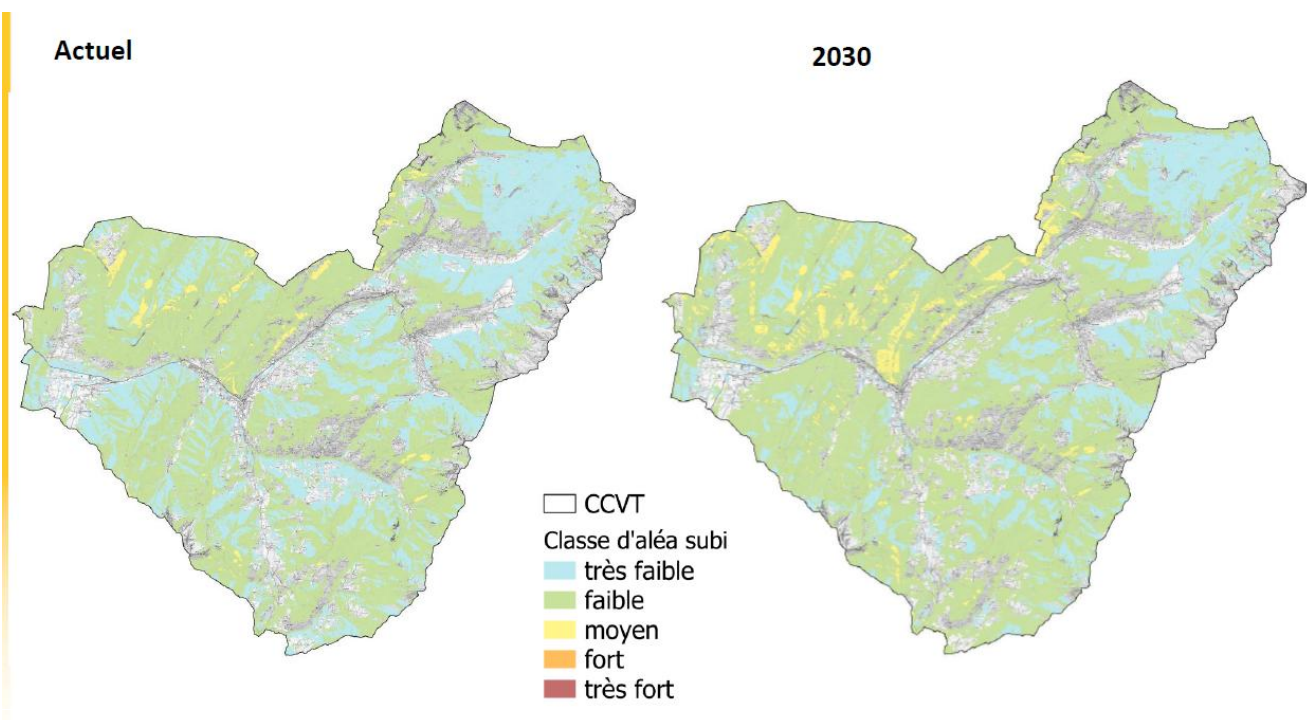 Actuel
2030
CCVT
Classe d'aléa subi
très faible
faible
moyen
fort
très fort